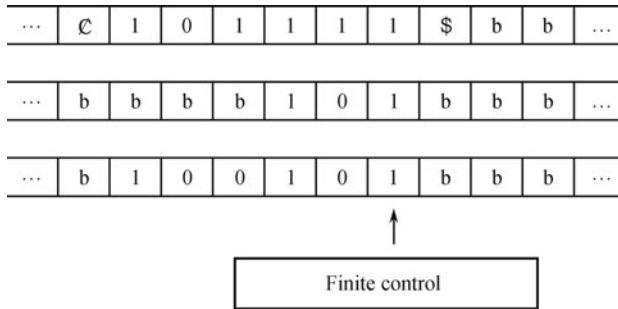 ... ₵ 1 0 1 1 1 1 $ b b ...
... b b b b 1 0 1 b b b ...
... b 1 0 0 1 0 1 b b b ...
Finite control